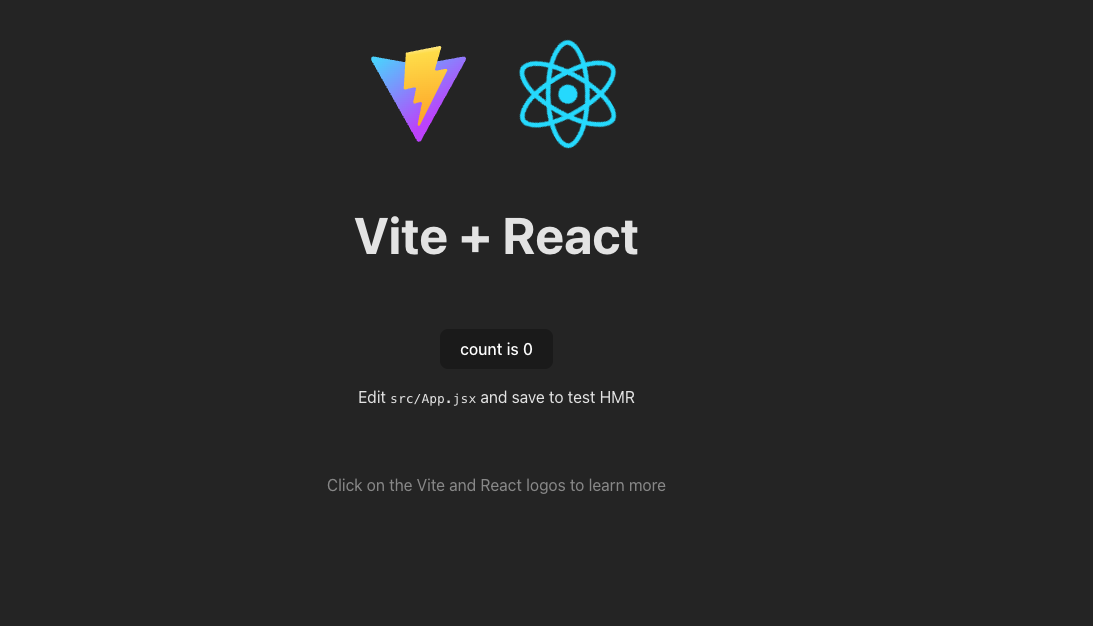 Vite + React
count is 0
Edit src/App.jsx and save to test HMR
Click on the Vite and React logos to learn more